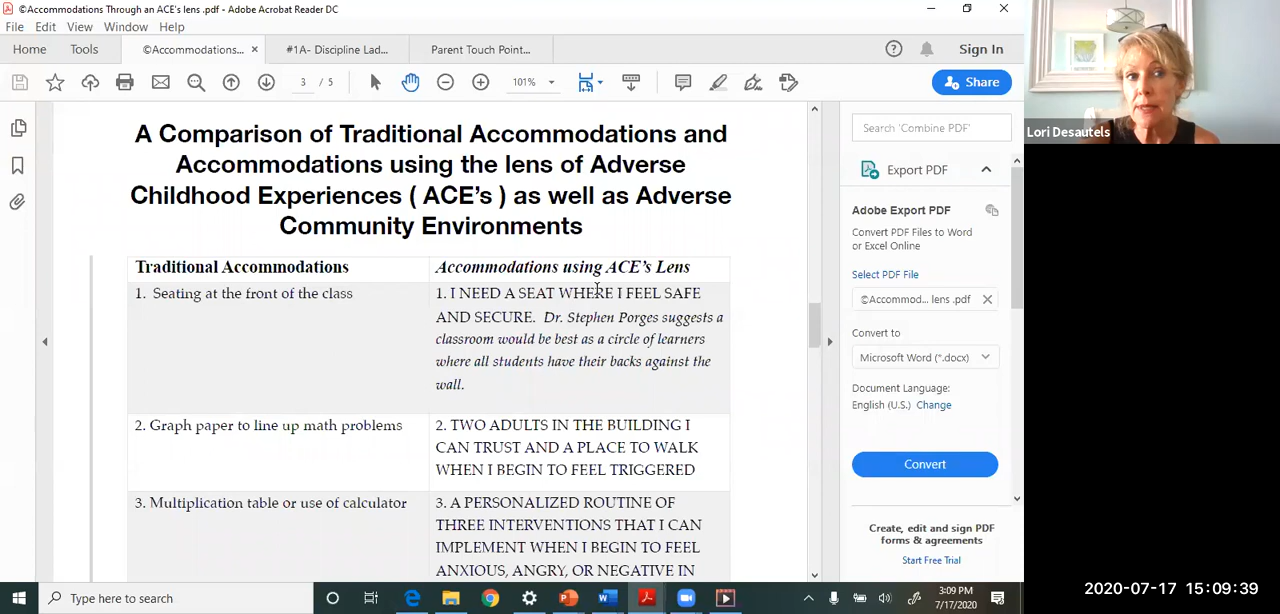 ©Accommodations Through an ACE's lens .pdf - Adobe Acrobat Reader DC
File Edit View Window Help
Home Tools ©Accommodations... × #1A- Discipline Lad... Parent Touch Point... Sign In
3 / 5 101% Share
A Comparison of Traditional Accommodations and
Accommodations using the lens of Adverse
Childhood Experiences ( ACE's ) as well as Adverse
Community Environments
Traditional Accommodations
Accommodations using ACE's Lens
1. Seating at the front of the class
1. I NEED A SEAT WHERE I FEEL SAFE
AND SECURE. Dr. Stephen Porges suggests a
classroom would be best as a circle of learners
where all students have their backs against the
wall.
2. Graph paper to line up math problems
2. TWO ADULTS IN THE BUILDING I
CAN TRUST AND A PLACE TO WALK
WHEN I BEGIN TO FEEL TRIGGERED
3. Multiplication table or use of calculator
3. A PERSONALIZED ROUTINE OF
THREE INTERVENTIONS THAT I CAN
IMPLEMENT WHEN I BEGIN TO FEEL
ANXIOUS, ANGRY, OR NEGATIVE IN
Search 'Combine PDF'
Export PDF
Adobe Export PDF
Convert PDF Files to Word
or Excel Online
Select PDF File
©Accommod... lens .pdf ×
Convert to
Microsoft Word (*.docx)
Document Language:
English (U.S.) Change
Convert
Create, edit and sign PDF
forms & agreements
Start Free Trial
Lori Desautels
Type here to search
3:09 PM
7/17/2020
2020-07-17 15:09:39